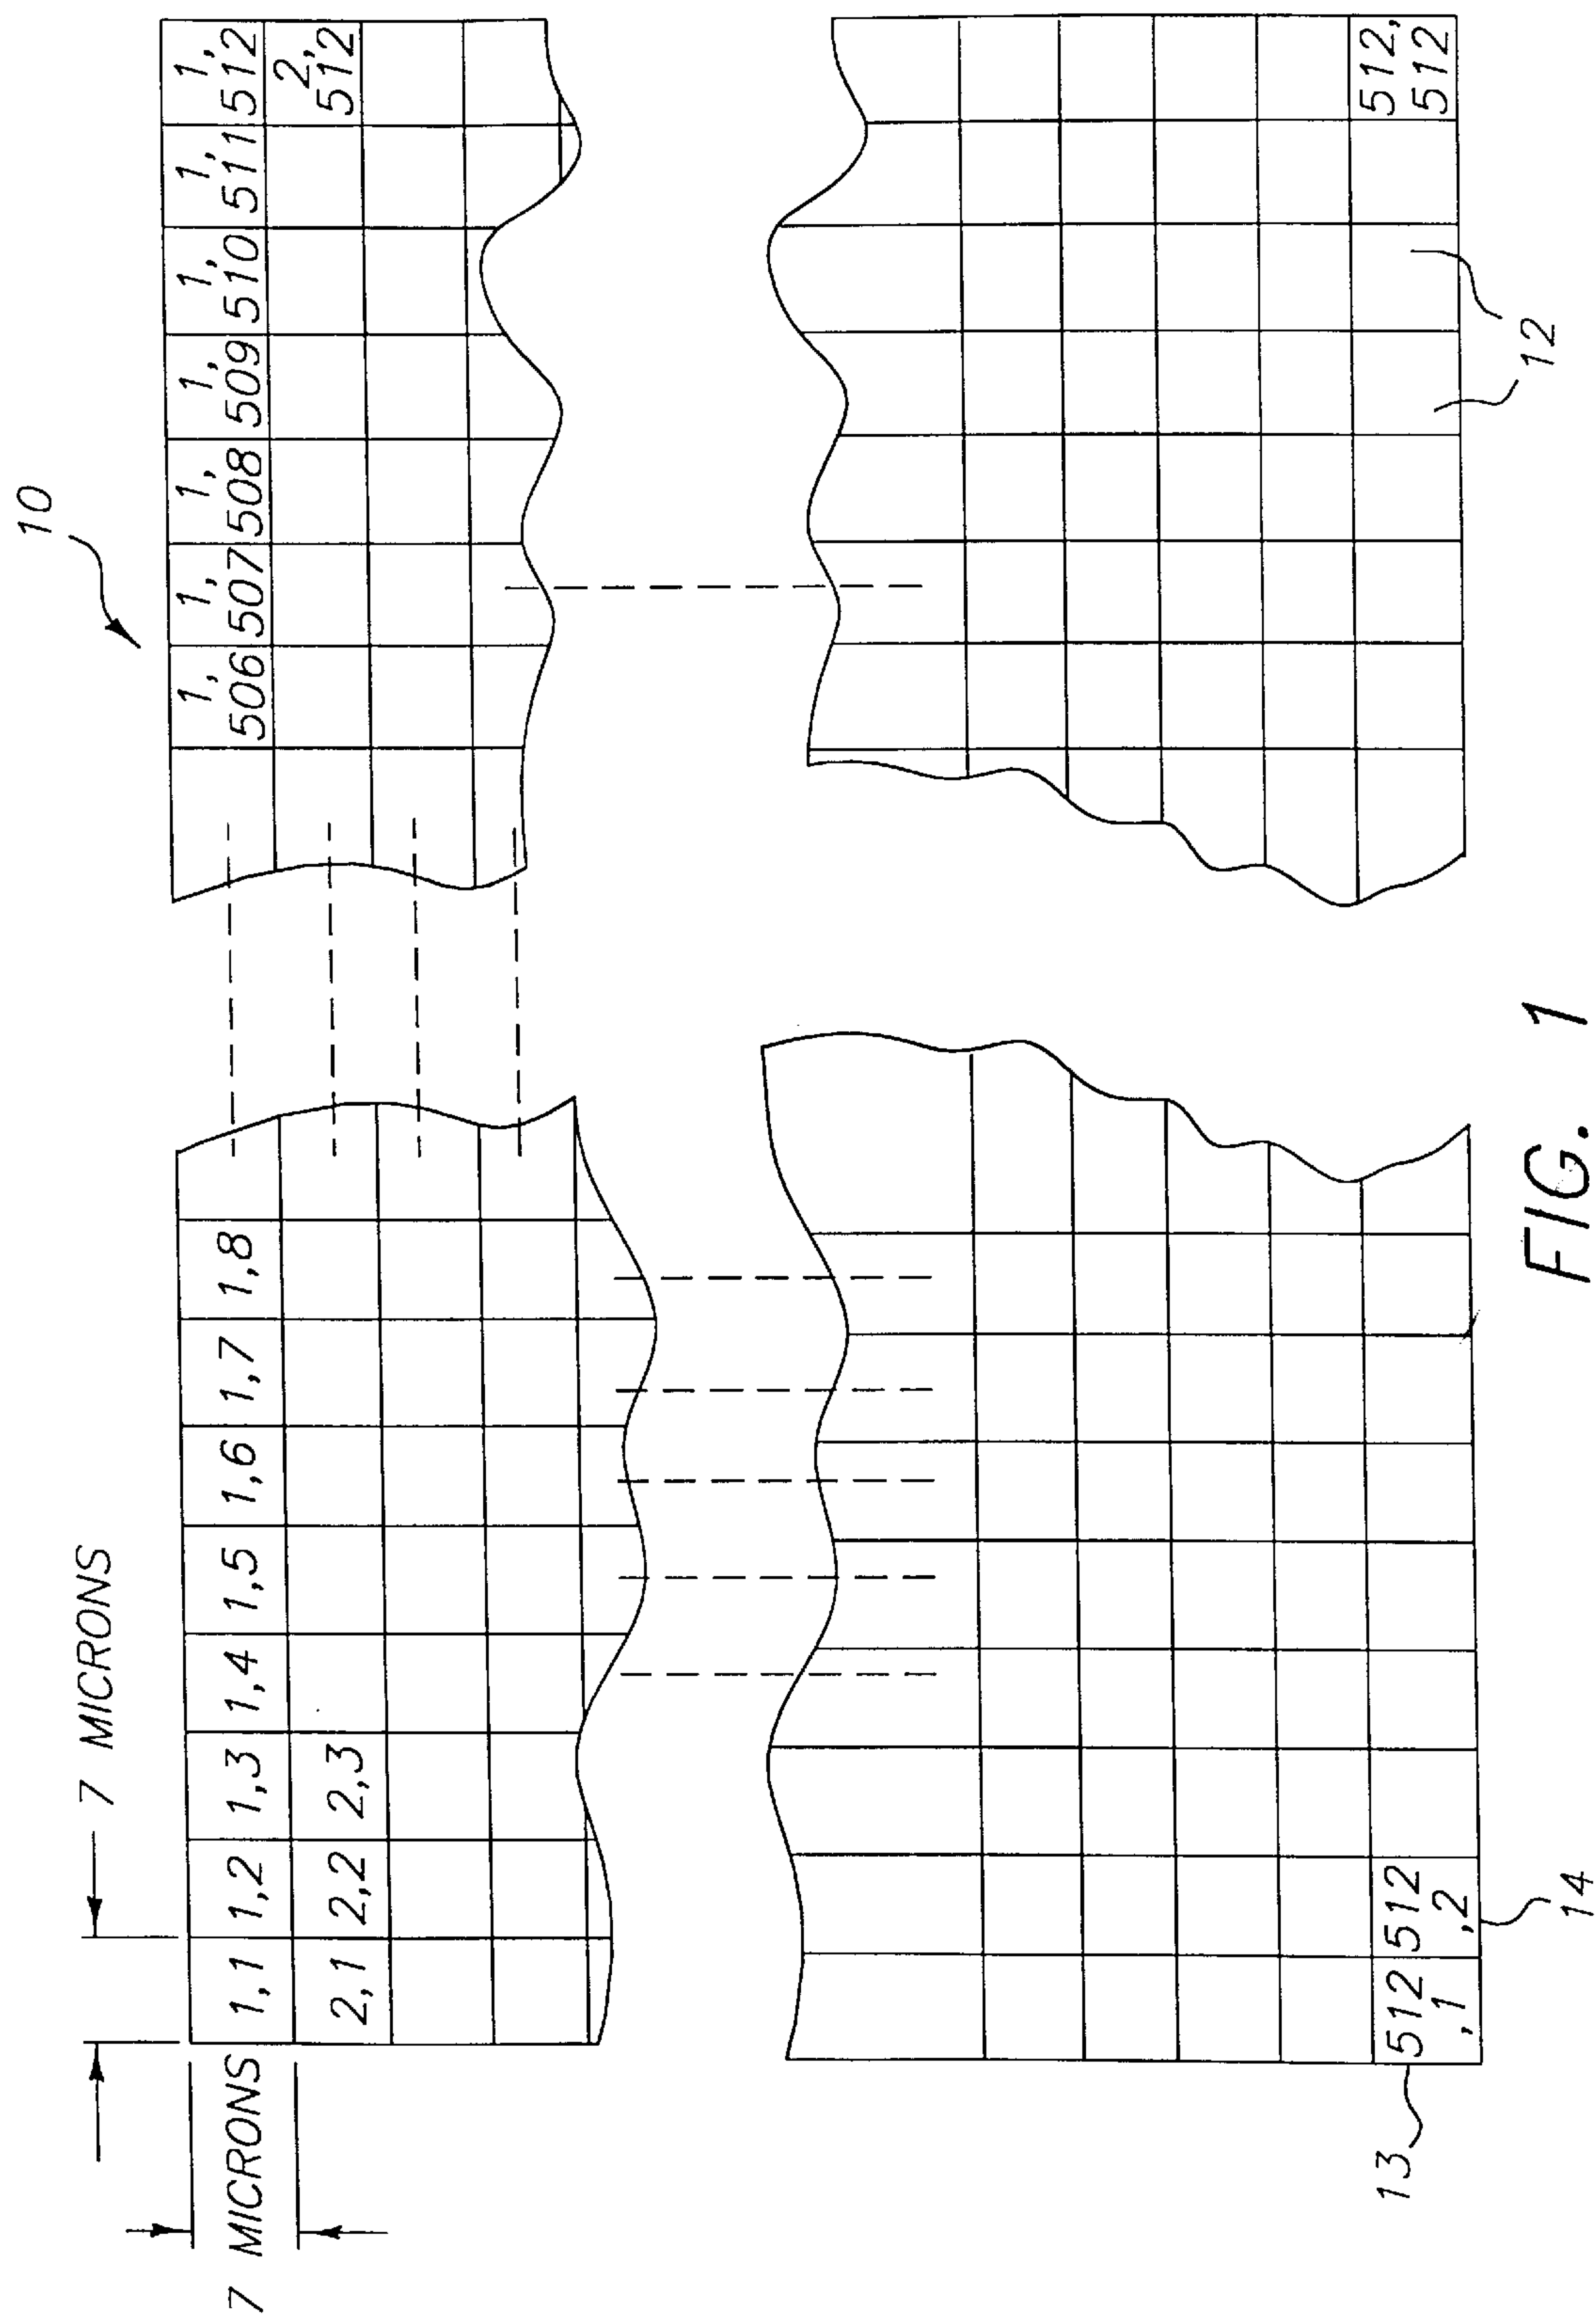 10
7 MICRONS
7 MICRONS
1,1 1,2 1,3 1,4 1,5 1,6 1,7 1,8
1, 1, 1, 1, 1, 1, 1,
506 507 508 509 510 511 512
2,1 2,2 2,3
2,
512
512 512
,1 ,2
512,
512
13
14
12
FIG. 1